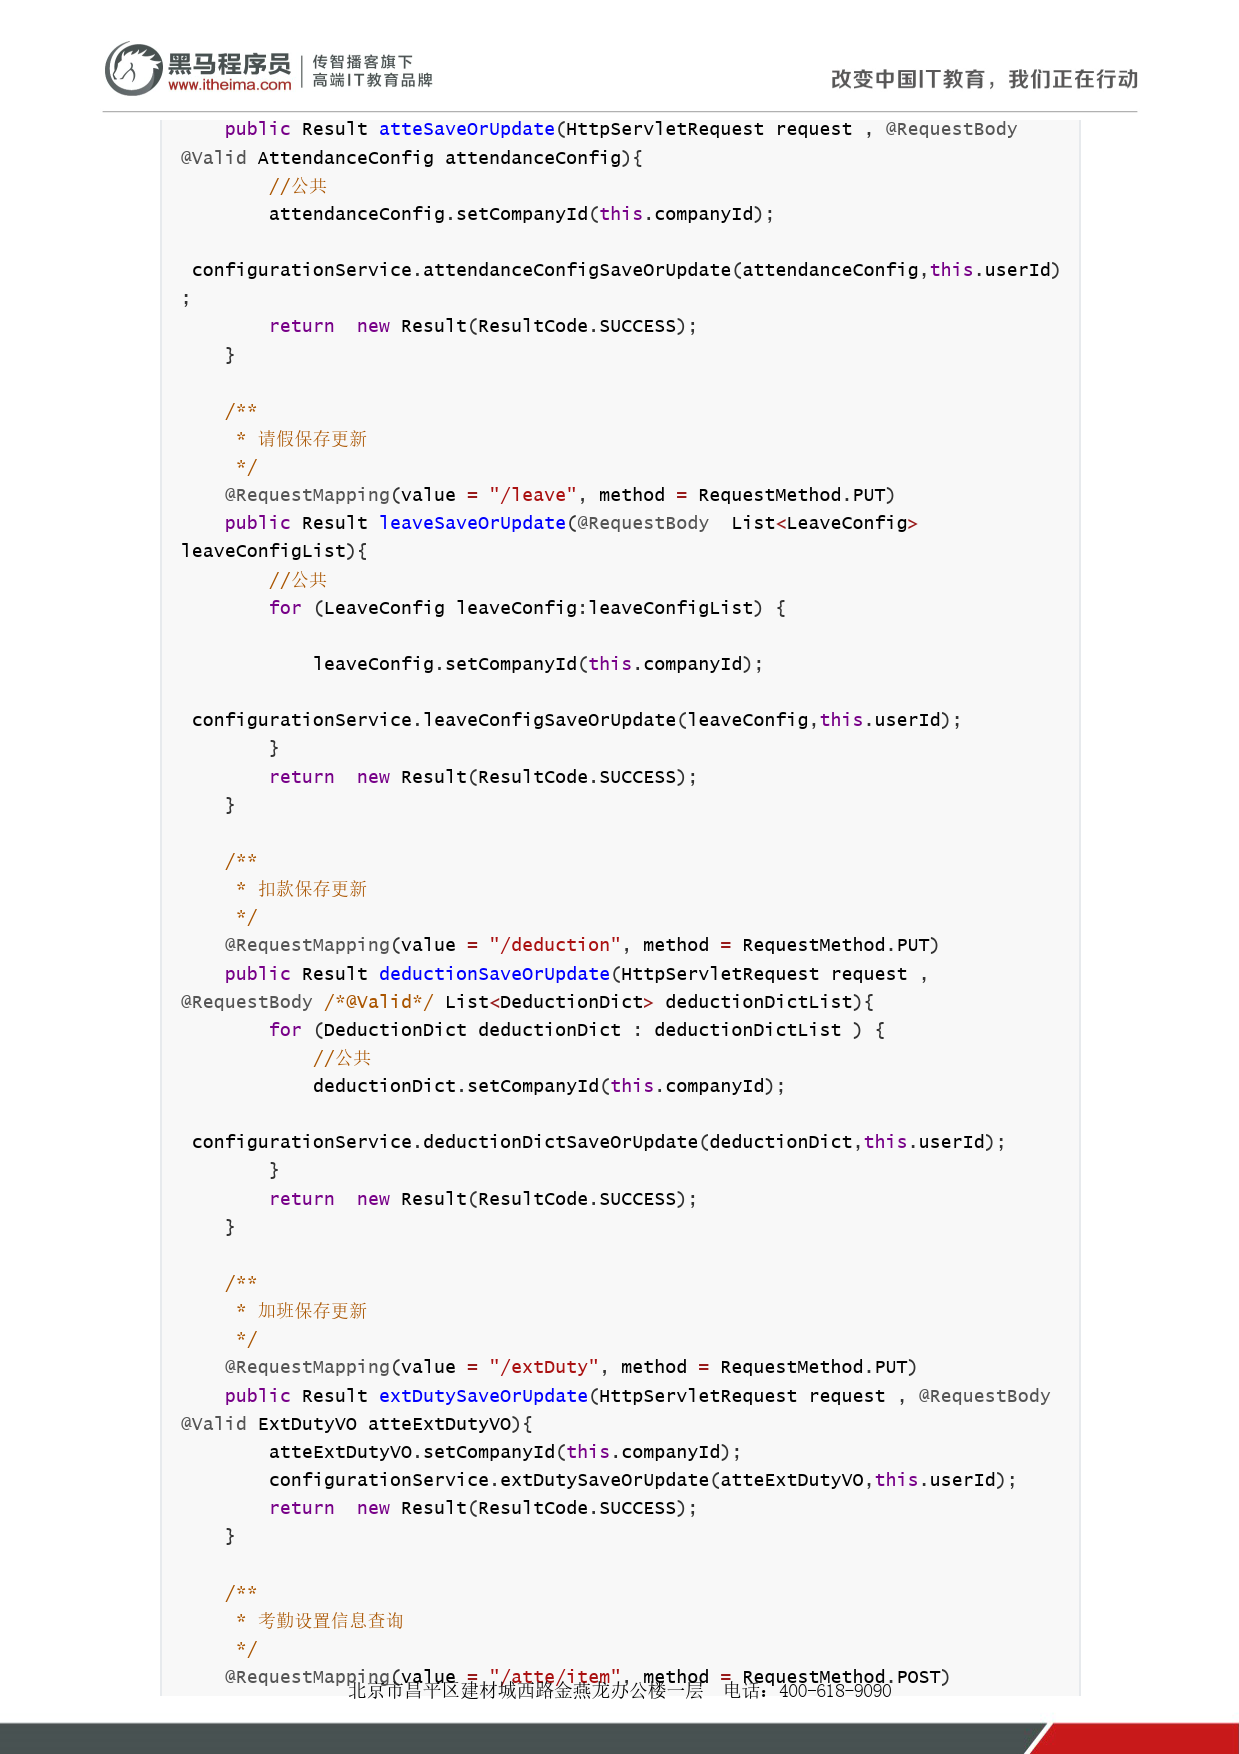 黑马程序员
www.itheima.com
传智播客旗下
高端IT教育品牌
改变中国IT教育，我们正在行动
    public Result atteSaveOrUpdate(HttpServletRequest request , @RequestBody
@Valid AttendanceConfig attendanceConfig){
        //公共
        attendanceConfig.setCompanyId(this.companyId);

 configurationService.attendanceConfigSaveOrUpdate(attendanceConfig,this.userId)
;
        return  new Result(ResultCode.SUCCESS);
    }

    /**
     * 请假保存更新
     */
    @RequestMapping(value = "/leave", method = RequestMethod.PUT)
    public Result leaveSaveOrUpdate(@RequestBody  List<LeaveConfig>
leaveConfigList){
        //公共
        for (LeaveConfig leaveConfig:leaveConfigList) {

            leaveConfig.setCompanyId(this.companyId);

 configurationService.leaveConfigSaveOrUpdate(leaveConfig,this.userId);
        }
        return  new Result(ResultCode.SUCCESS);
    }

    /**
     * 扣款保存更新
     */
    @RequestMapping(value = "/deduction", method = RequestMethod.PUT)
    public Result deductionSaveOrUpdate(HttpServletRequest request ,
@RequestBody /*@Valid*/ List<DeductionDict> deductionDictList){
        for (DeductionDict deductionDict : deductionDictList ) {
            //公共
            deductionDict.setCompanyId(this.companyId);

 configurationService.deductionDictSaveOrUpdate(deductionDict,this.userId);
        }
        return  new Result(ResultCode.SUCCESS);
    }

    /**
     * 加班保存更新
     */
    @RequestMapping(value = "/extDuty", method = RequestMethod.PUT)
    public Result extDutySaveOrUpdate(HttpServletRequest request , @RequestBody
@Valid ExtDutyVO atteExtDutyVO){
        atteExtDutyVO.setCompanyId(this.companyId);
        configurationService.extDutySaveOrUpdate(atteExtDutyVO,this.userId);
        return  new Result(ResultCode.SUCCESS);
    }

    /**
     * 考勤设置信息查询
     */
    @RequestMapping(value = "/atte/item", method = RequestMethod.POST)
北京市昌平区建材城西路金燕龙办公楼一层  电话：400-618-9090